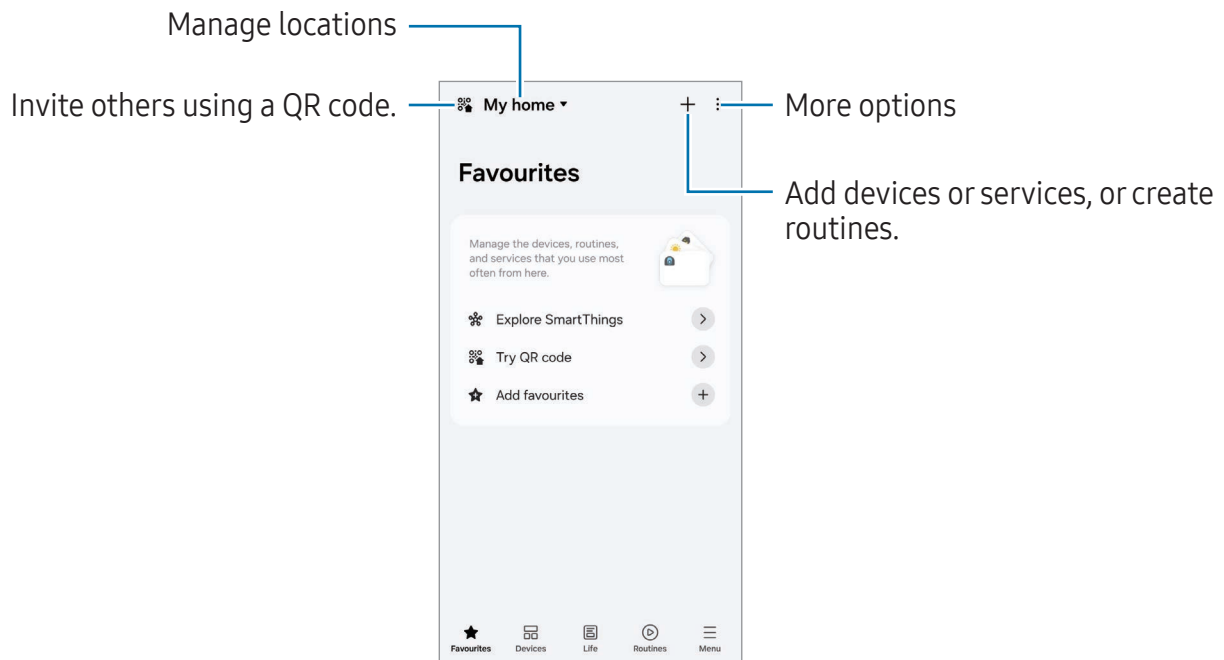 Manage locations
Invite others using a QR code.
My home
More options
Favourites
Add devices or services, or create
routines.
Manage the devices, routines,
and services that you use most
often from here.
Explore SmartThings
Try QR code
Add favourites
Favourites
Devices
Life
Routines
Menu